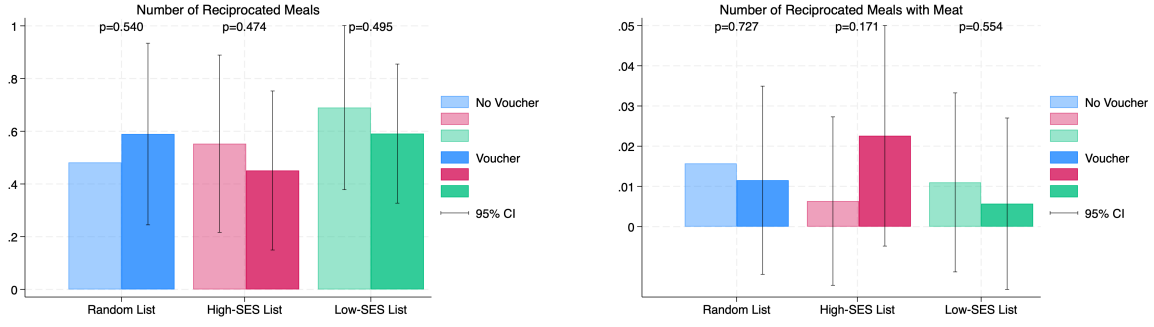 Number of Reciprocated Meals
p=0.540 p=0.474 p=0.495
1
.8
.6
.4
.2
0
Random List High-SES List Low-SES List
No Voucher
Voucher
95% CI
Number of Reciprocated Meals with Meat
p=0.727 p=0.171 p=0.554
.05
.04
.03
.02
.01
0
Random List High-SES List Low-SES List
No Voucher
Voucher
95% CI